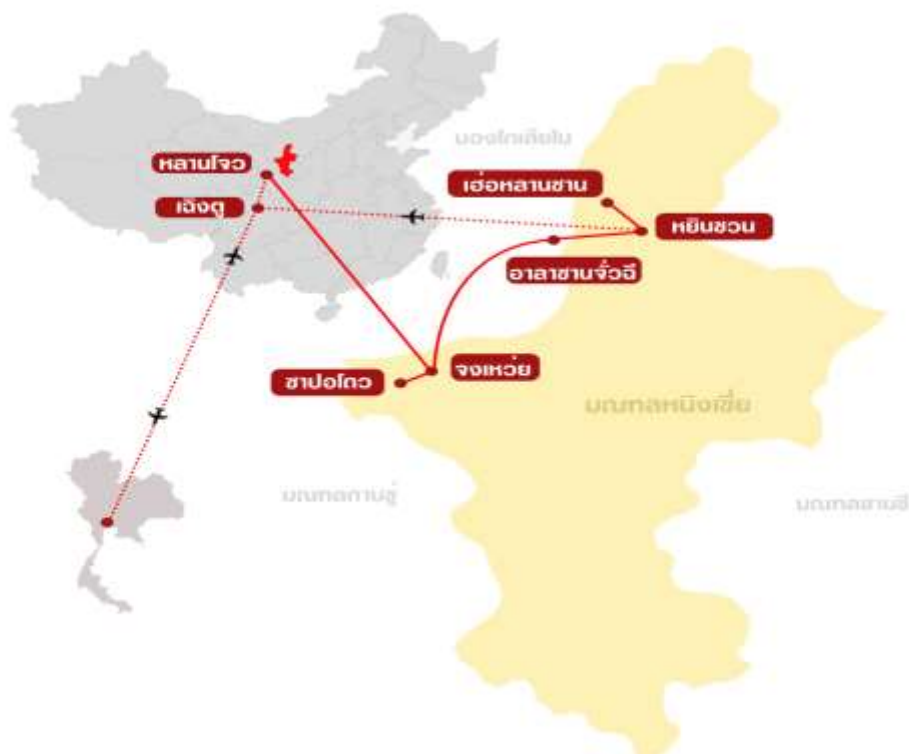 มองโกเลียใน
หลานโจว
เฮ่อหลานซาน
เฉิงตู
หยินชวน
อาลาซานจั่วฉี
ซาปอโถว
จงเหว่ย
มณฑลหนิงเซี่ย
มณฑลกานซู่
มณฑลซานซี